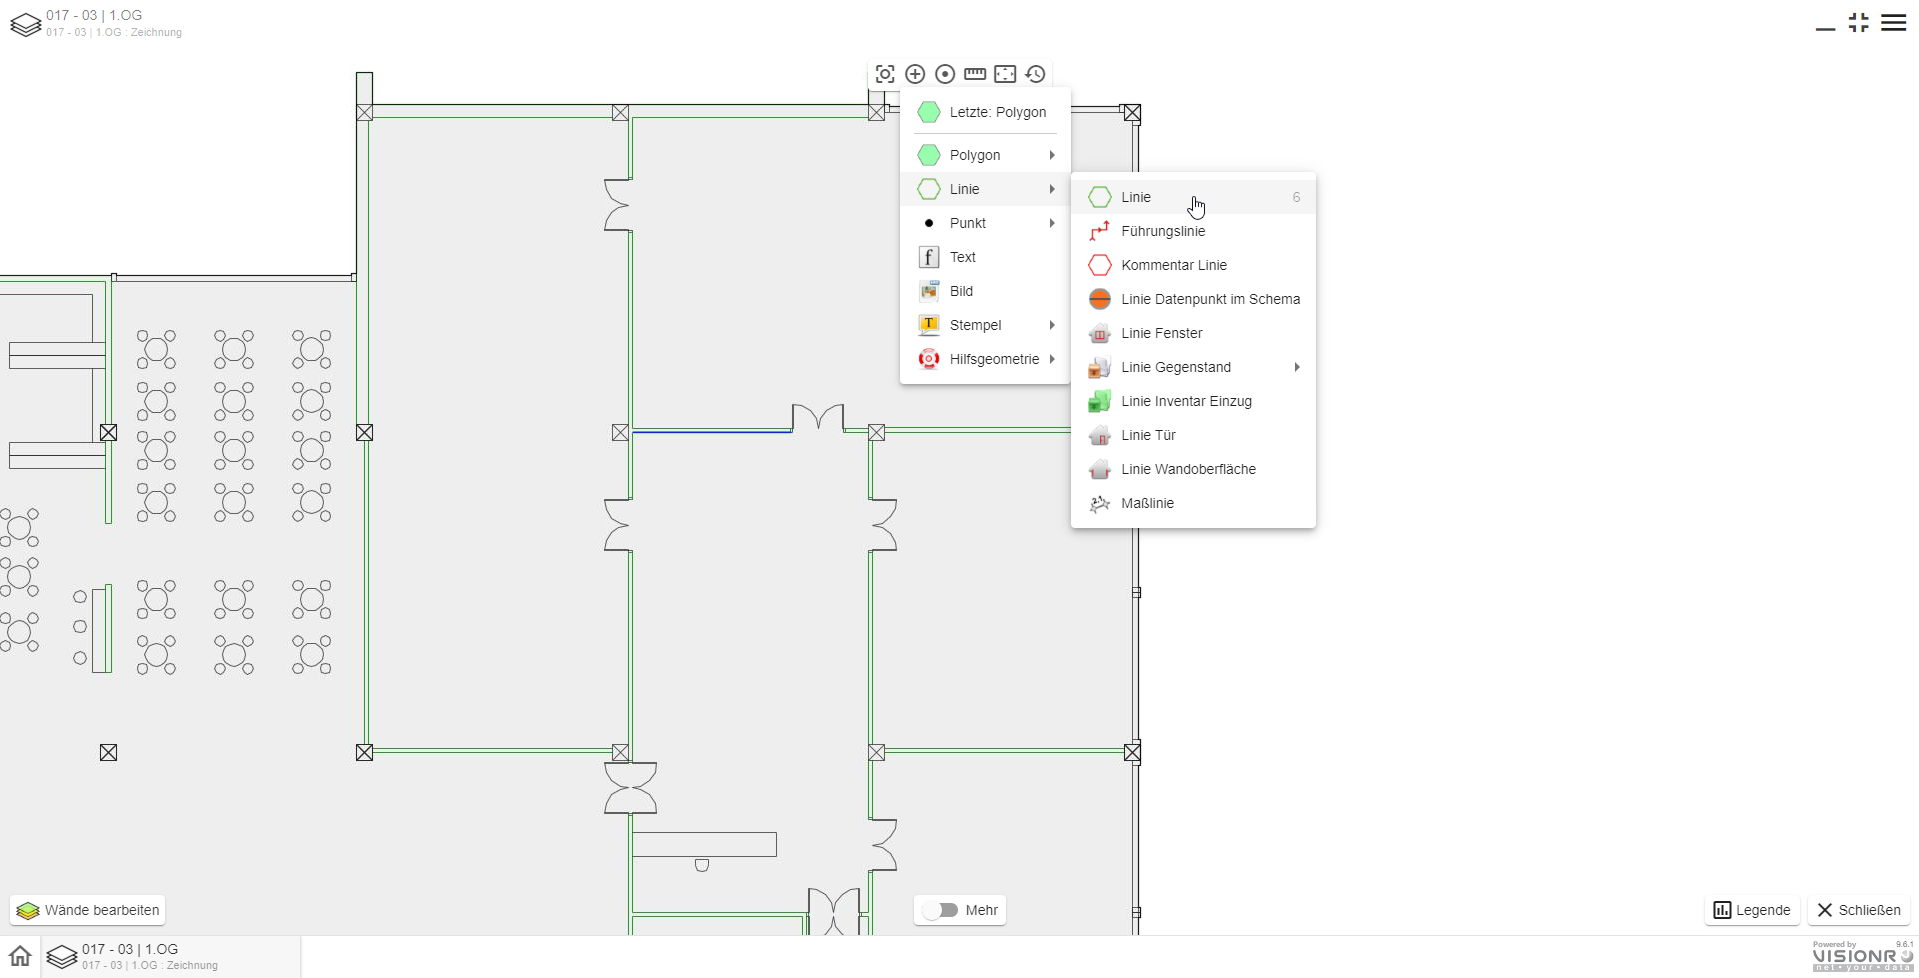 017 - 03 | 1.OG
017 - 03 | 1.OG : Zeichnung
Letzte: Polygon
Polygon
Linie
Punkt
f Text
Bild
T Stempel
Hilfsgeometrie
Linie 6
Führungslinie
Kommentar Linie
Linie Datenpunkt im Schema
Linie Fenster
Linie Gegenstand
Linie Inventar Einzug
Linie Tür
Linie Wandoberfläche
Maßlinie
Wände bearbeiten
Mehr
Legende
Schließen
017 - 03 | 1.OG
017 - 03 | 1.OG : Zeichnung
Powered by 9.6.1
VISIONR
net•your•data